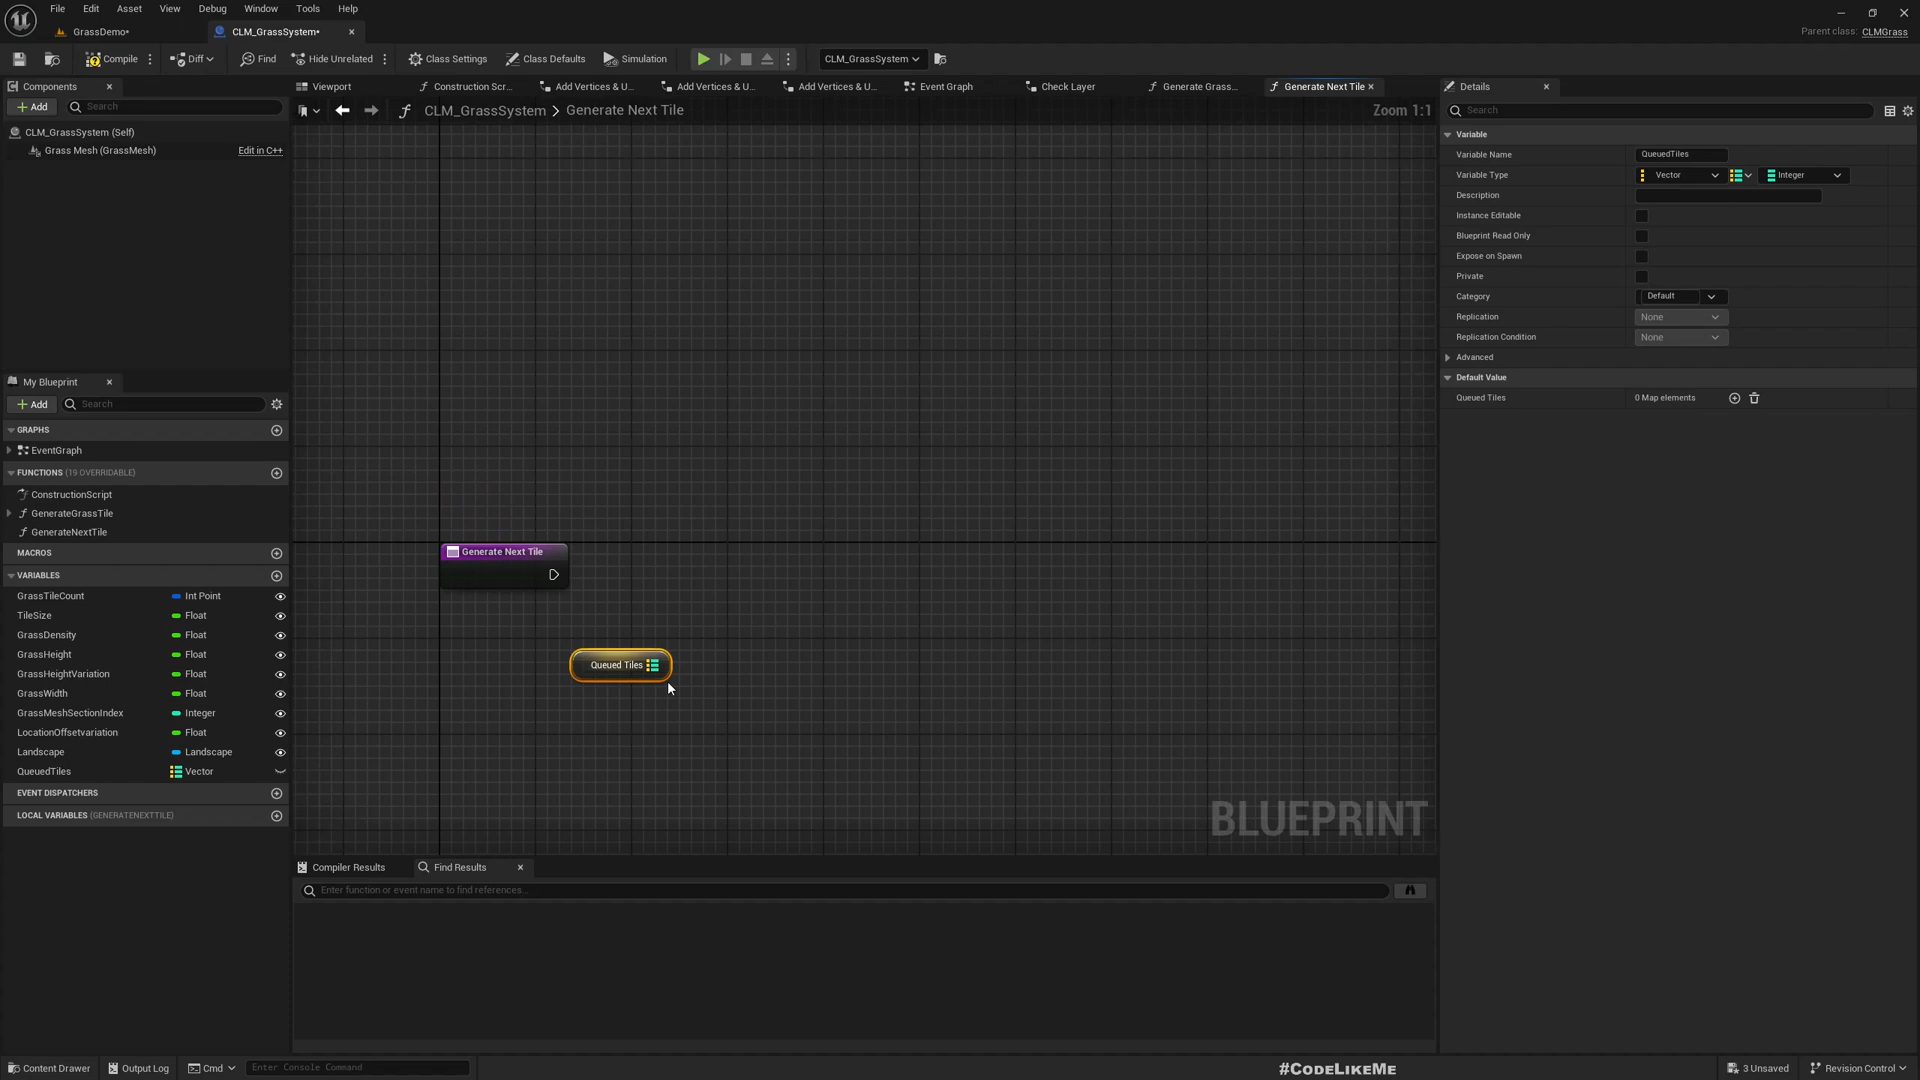 File Edit Asset View Debug Window Tools Help
GrassDemo*
CLM_GrassSystem*
Parent class: CLMGrass
Compile
Diff
Find
Hide Unrelated
Class Settings
Class Defaults
Simulation
CLM_GrassSystem
Components
Add
Search
CLM_GrassSystem (Self)
Grass Mesh (GrassMesh) Edit in C++
My Blueprint
Add
Search
GRAPHS
EventGraph
FUNCTIONS (19 OVERRIDABLE)
ConstructionScript
GenerateGrassTile
GenerateNextTile
MACROS
VARIABLES
GrassTileCount Int Point
TileSize Float
GrassDensity Float
GrassHeight Float
GrassHeightVariation Float
GrassWidth Float
GrassMeshSectionIndex Integer
LocationOffsetvariation Float
Landscape Landscape
QueuedTiles Vector
EVENT DISPATCHERS
LOCAL VARIABLES (GENERATENEXTTILE)
Viewport
Construction Scr...
Add Vertices & U...
Add Vertices & U...
Add Vertices & U...
Event Graph
Check Layer
Generate Grass...
Generate Next Tile
CLM_GrassSystem > Generate Next Tile
Zoom 1:1
Generate Next Tile
Queued Tiles
BLUEPRINT
Compiler Results
Find Results
Enter function or event name to find references...
Details
Search
Variable
Variable Name QueuedTiles
Variable Type Vector Integer
Description
Instance Editable
Blueprint Read Only
Expose on Spawn
Private
Category Default
Replication None
Replication Condition None
Advanced
Default Value
Queued Tiles 0 Map elements
Content Drawer
Output Log
Cmd
Enter Console Command
#CODELIKEME
3 Unsaved
Revision Control